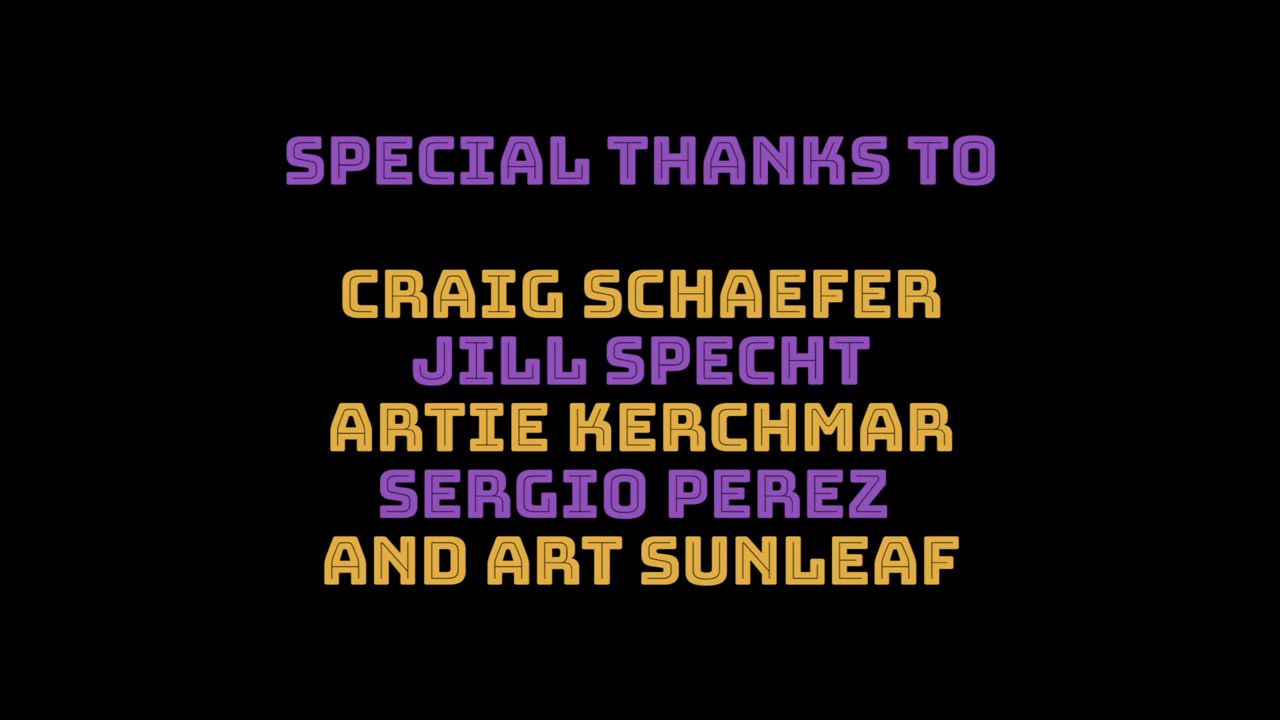 SPECIAL THANKS TO
CRAIG SCHAEFER
JILL SPECHT
ARTIE KERCHMAR
SERGIO PEREZ
AND ART SUNLEAF